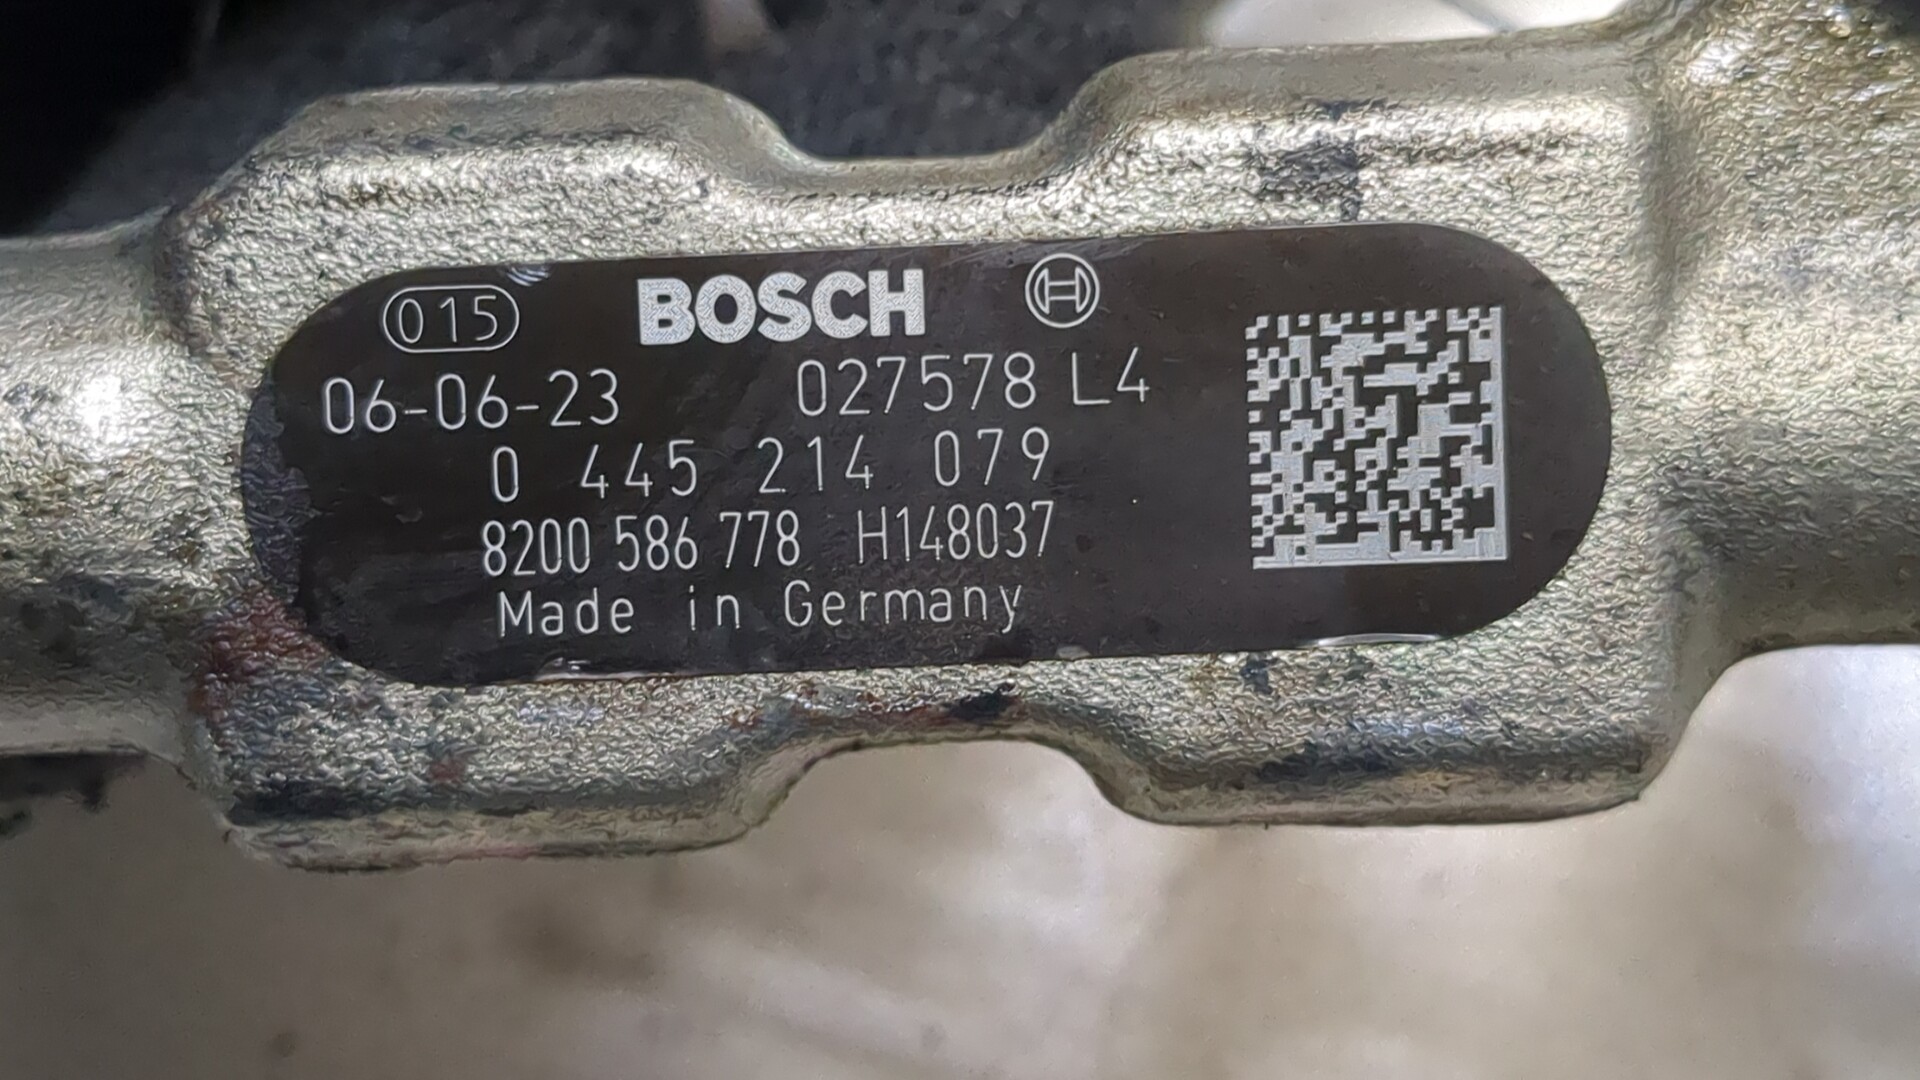 015 BOSCH
06-06-23 027578 L4
0 445 214 079
8200 586 778 H148037
Made in Germany